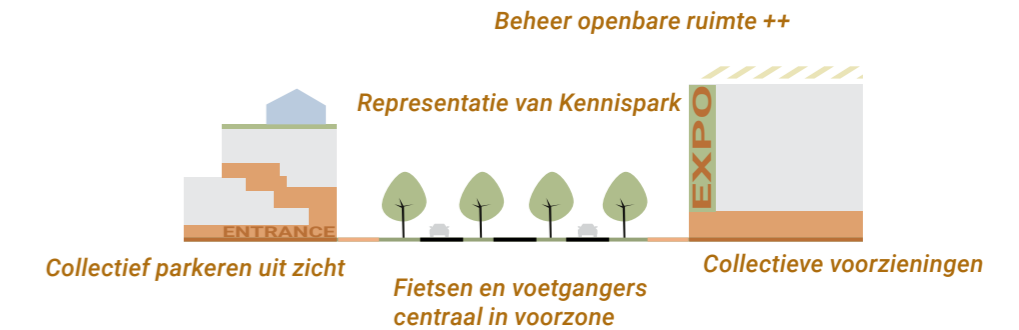 Beheer openbare ruimte ++
Representatie van Kennispark
EXPO
ENTRANCE
Collectief parkeren uit zicht
Collectieve voorzieningen
Fietsen en voetgangers
centraal in voorzone